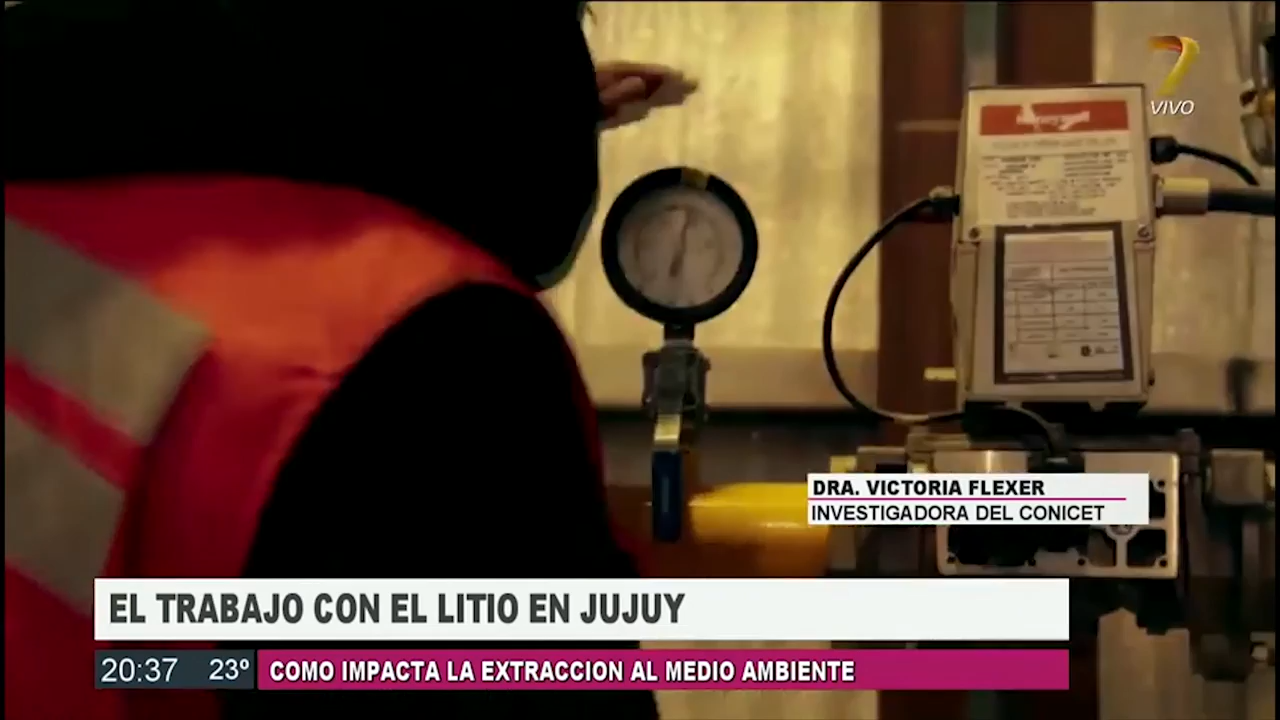 7
VIVO
Honeywell
DRA. VICTORIA FLEXER
INVESTIGADORA DEL CONICET
EL TRABAJO CON EL LITIO EN JUJUY
20:37 23º COMO IMPACTA LA EXTRACCION AL MEDIO AMBIENTE